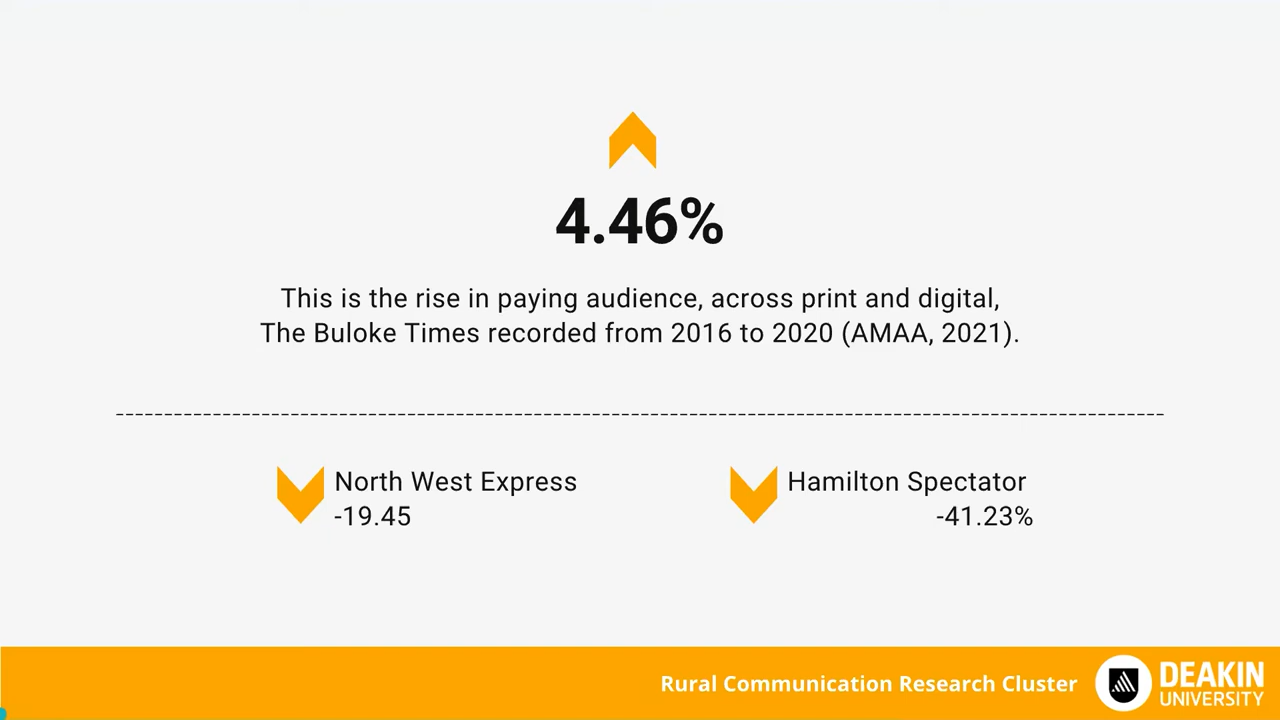 4.46%
This is the rise in paying audience, across print and digital,
The Buloke Times recorded from 2016 to 2020 (AMAA, 2021).
North West Express
-19.45
Hamilton Spectator
-41.23%
Rural Communication Research Cluster
DEAKIN
UNIVERSITY